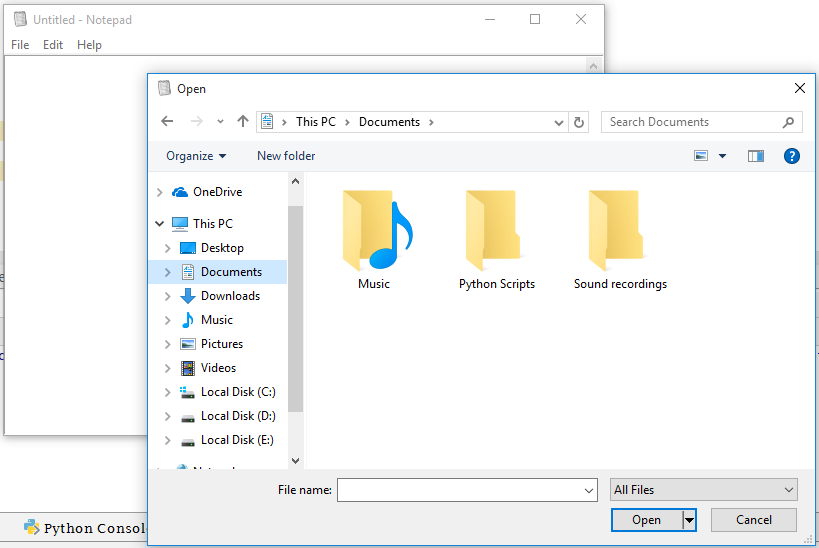 Untitled - Notepad
File Edit Help
Open
This PC Documents
Search Documents
Organize New folder
OneDrive
This PC
Desktop
Documents
Downloads
Music
Pictures
Videos
Local Disk (C:)
Local Disk (D:)
Local Disk (E:)
Music Python Scripts Sound recordings
File name:
All Files
Open Cancel
Python Console